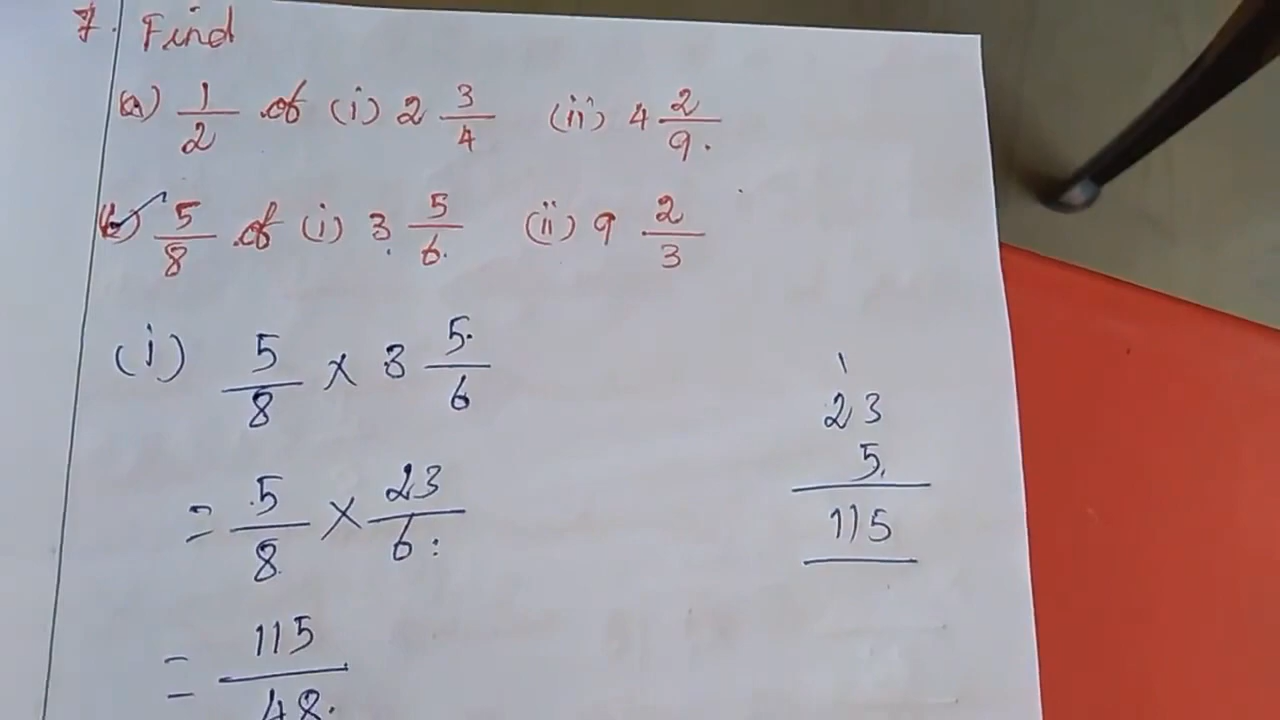 7. Find
(a) 1/2 of (i) 2 3/4 (ii) 4 2/9.
(b) 5/8 of (i) 3 5/6. (ii) 9 2/3
(i) 5/8 × 3 5/6
= 5/8 × 23/6
= 115/48.
1
23
5.
115